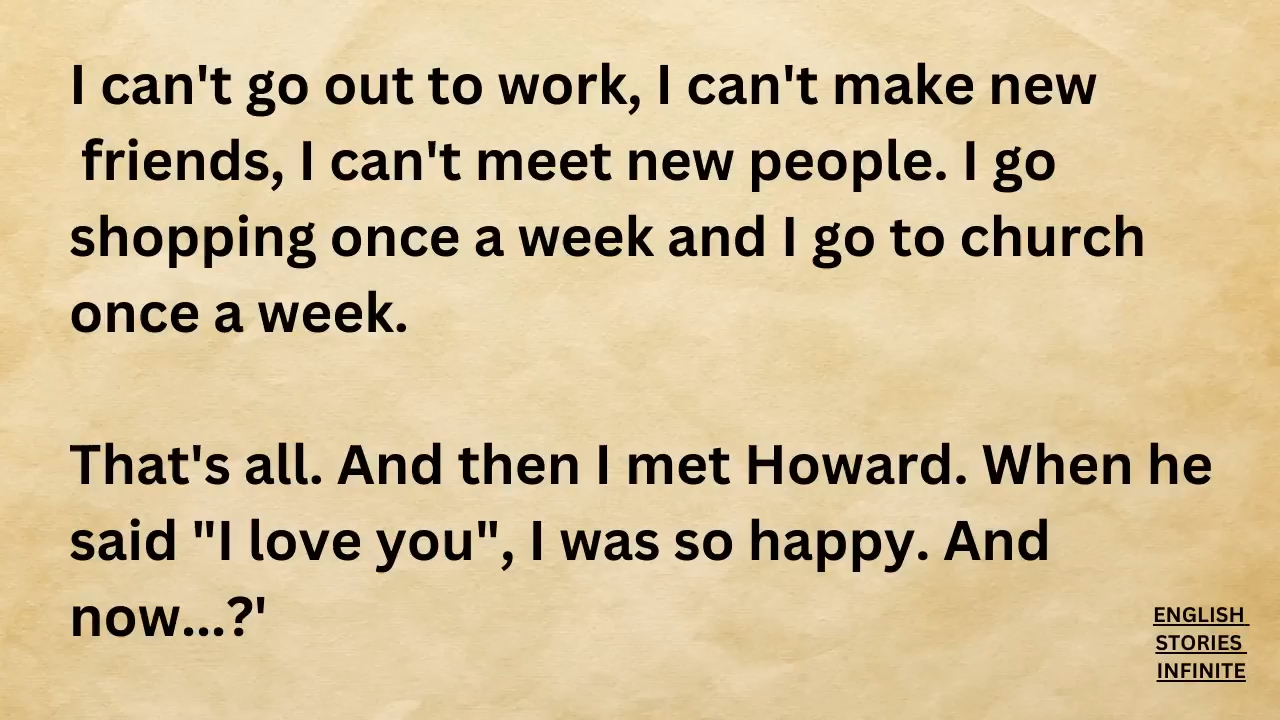 I can't go out to work, I can't make new
friends, I can't meet new people. I go
shopping once a week and I go to church
once a week.
That's all. And then I met Howard. When he
said "I love you", I was so happy. And
now...?'
ENGLISH
STORIES
INFINITE